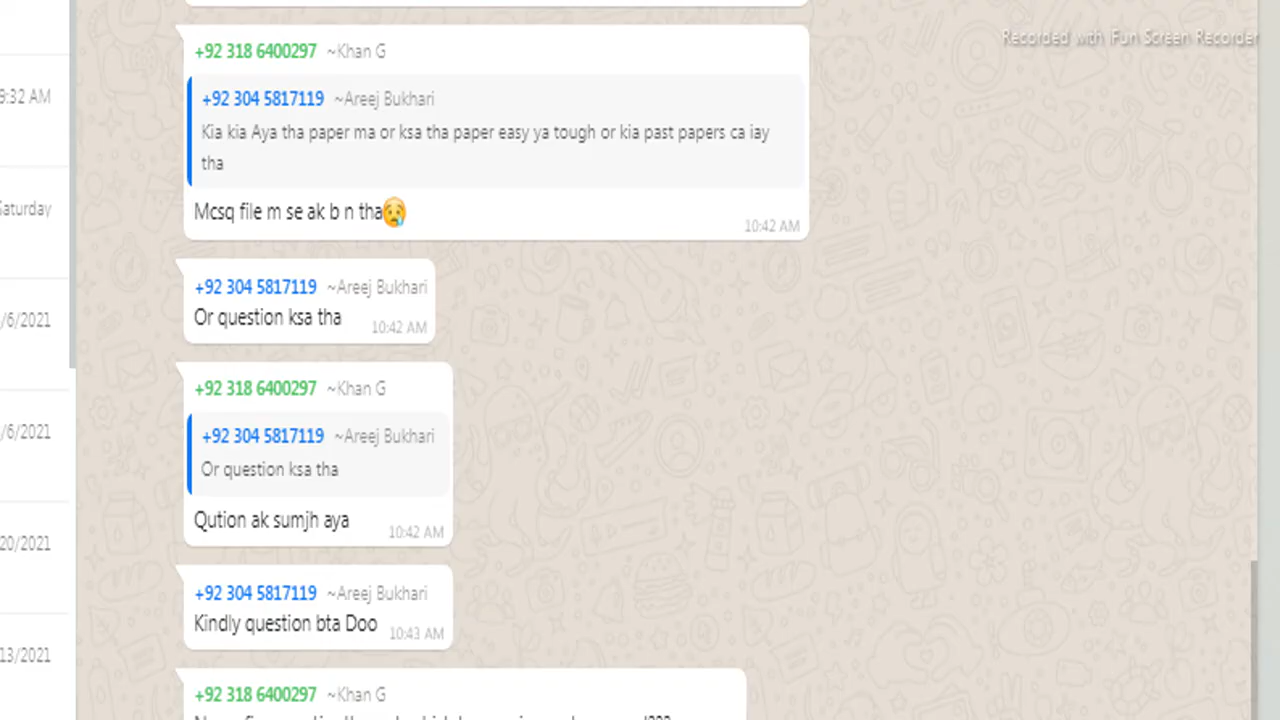 Recorded with Fun Screen Recorder
+92 318 6400297 ~Khan G
9:32 AM
+92 304 5817119 ~Areej Bukhari
Kia kia Aya tha paper ma or ksa tha paper easy ya tough or kia past papers ca iay
tha
Saturday
Mcsq file m se ak b n tha😢
10:42 AM
+92 304 5817119 ~Areej Bukhari
Or question ksa tha
10:42 AM
/6/2021
+92 318 6400297 ~Khan G
+92 304 5817119 ~Areej Bukhari
/6/2021
Or question ksa tha
Qution ak sumjh aya
10:42 AM
20/2021
+92 304 5817119 ~Areej Bukhari
Kindly question bta Doo
10:43 AM
13/2021
+92 318 6400297 ~Khan G